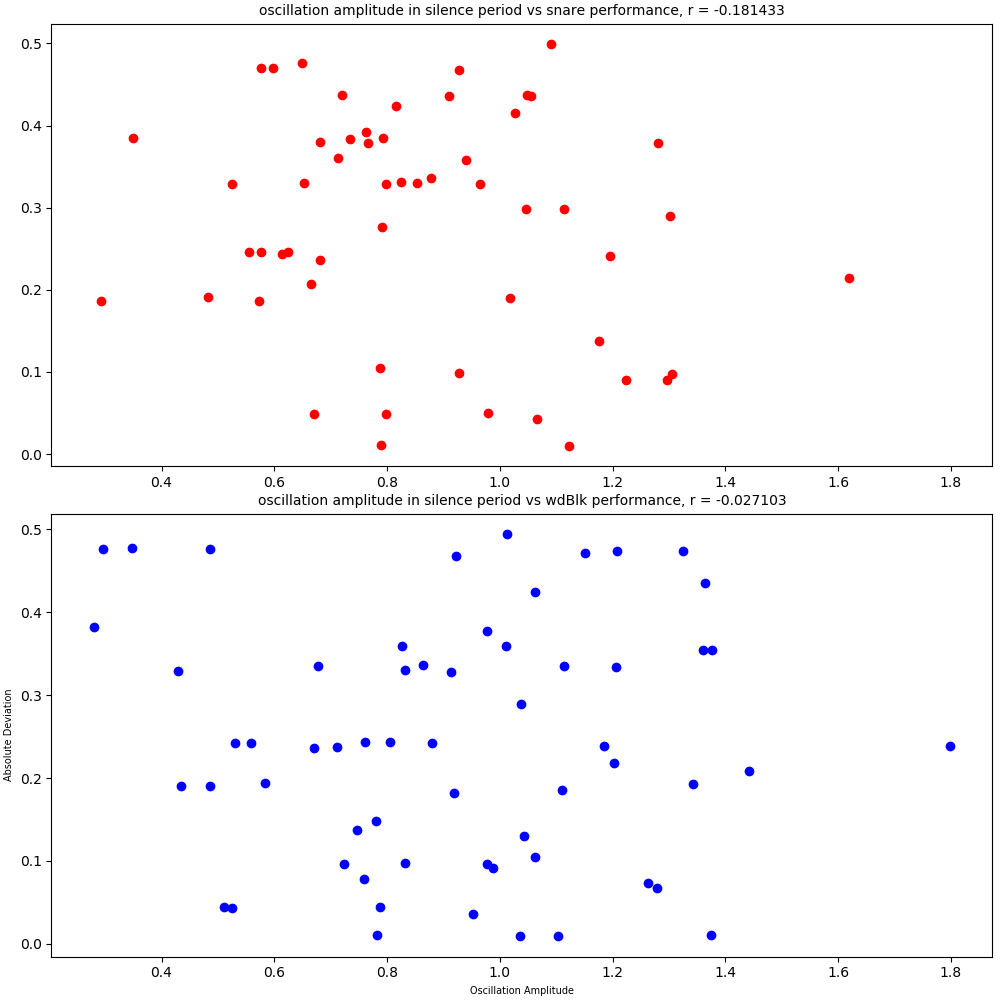 oscillation amplitude in silence period vs snare performance, r = -0.181433
0.5
0.4
0.3
0.2
0.1
0.0
0.4 0.6 0.8 1.0 1.2 1.4 1.6 1.8
oscillation amplitude in silence period vs wdBlk performance, r = -0.027103
Absolute Deviation
0.5
0.4
0.3
0.2
0.1
0.0
0.4 0.6 0.8 1.0 1.2 1.4 1.6 1.8
Oscillation Amplitude